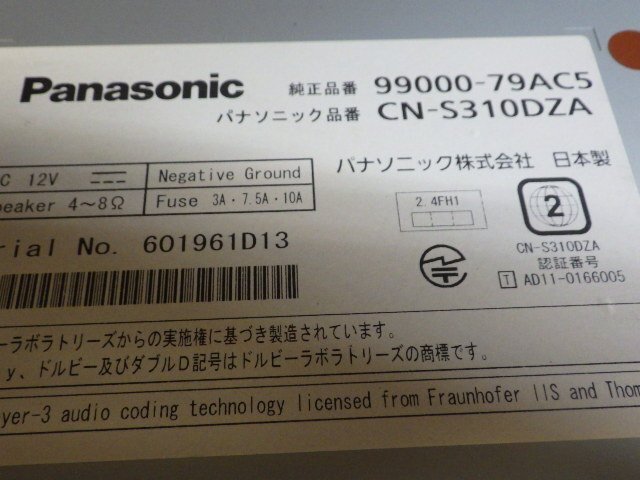 Panasonic
純正品番 99000-79AC5
パナソニック品番 CN-S310DZA
C 12V
Negative Ground
パナソニック株式会社 日本製
peaker 4～8Ω
Fuse 3A・7.5A・10A
2.4FH1
2
rial No. 601961D13
CN-S310DZA
認証番号
T AD11-0166005
ーラボラトリーズからの実施権に基づき製造されています。
y、ドルビー及びダブルD記号はドルビーラボラトリーズの商標です。
yer-3 audio coding technology licensed from Fraunhofer IIS and Thom